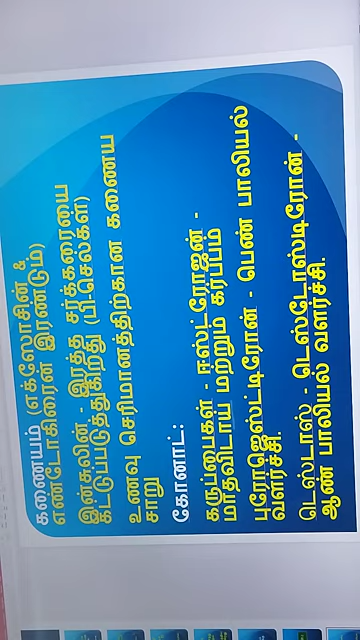 கணையம் (எக்ஸோகின் &
எண்டோகிரைன் இரண்டும்)
இன்சுலின் - இரத்த சர்க்கரையை
கட்டுப்படுத்துகிறது (பி-செல்கள்)
உணவு செரிமானத்திற்கான கணைய
சாறு
கோனாட்:
கருப்பைகள் - ஈஸ்ட்ரோஜன் -
மாதவிடாய் மற்றும் கர்ப்பம்
புரோஜெஸ்ட்டிரோன் - பெண் பாலியல்
வளர்ச்சி.
டெஸ்டாஸ் - டெஸ்டோஸ்டிரோன் -
ஆண் பாலியல் வளர்ச்சி.